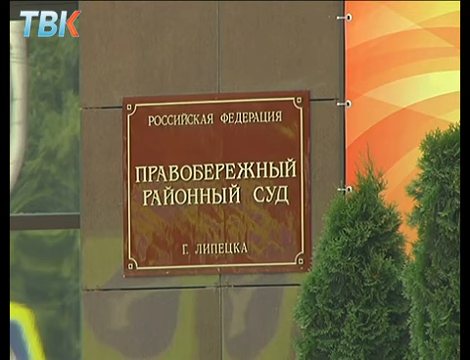 ТВК
РОССИЙСКАЯ ФЕДЕРАЦИЯ
ПРАВОБЕРЕЖНЫЙ
РАЙОННЫЙ СУД
Г. ЛИПЕЦКА